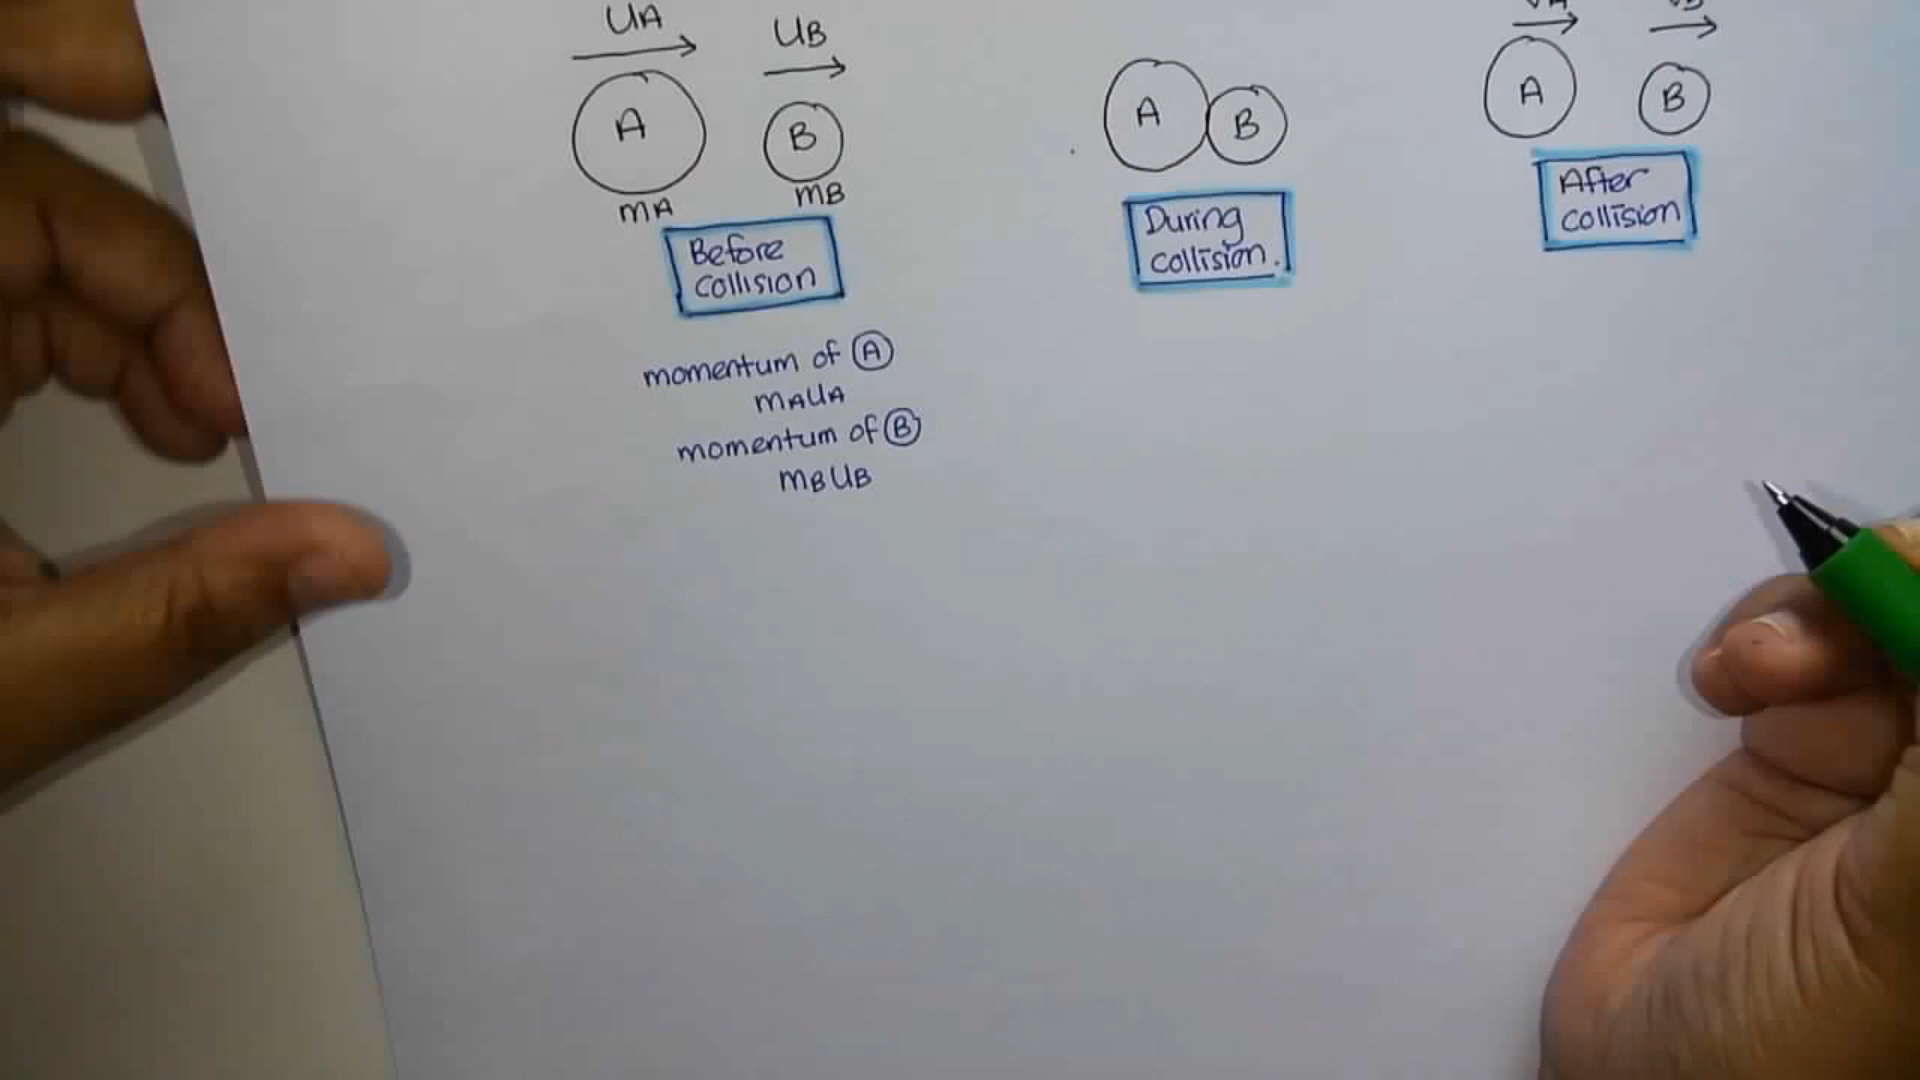 UA
UB
A
B
mA
mB
Before
collision
momentum of A
mAUA
momentum of B
mBUB
A
B
During
collision.
A
B
After
collision